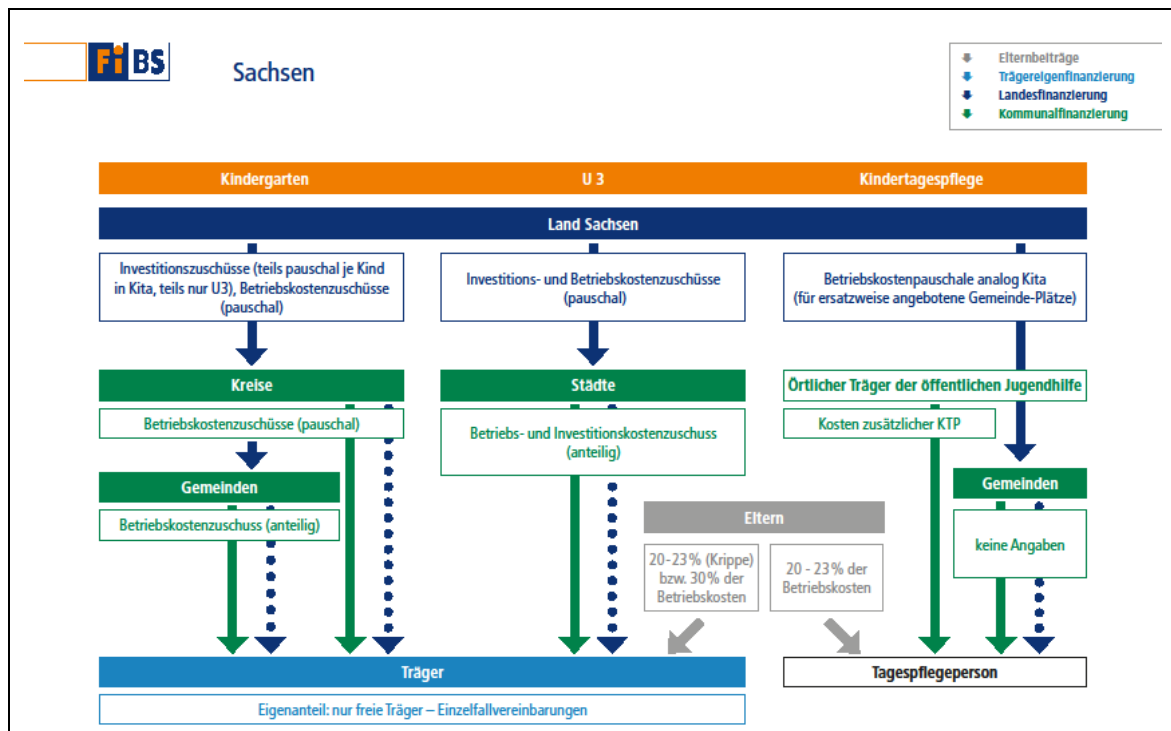 FiBS
Sachsen
Elternbeiträge
Trägereigenfinanzierung
Landesfinanzierung
Kommunalfinanzierung
Kindergarten
U 3
Kindertagespflege
Land Sachsen
Investitionszuschüsse (teils pauschal je Kind
in Kita, teils nur U3), Betriebskostenzuschüsse
(pauschal)
Investitions- und Betriebskostenzuschüsse
(pauschal)
Betriebskostenpauschale analog Kita
(für ersatzweise angebotene Gemeinde-Plätze)
Kreise
Städte
Örtlicher Träger der öffentlichen Jugendhilfe
Betriebskostenzuschüsse (pauschal)
Betriebs- und Investitionskostenzuschuss
(anteilig)
Kosten zusätzlicher KTP
Gemeinden
Betriebskostenzuschuss (anteilig)
Eltern
20-23% (Krippe)
bzw. 30% der
Betriebskosten
20 - 23% der
Betriebskosten
Gemeinden
keine Angaben
Träger
Tagespflegeperson
Eigenanteil: nur freie Träger – Einzelfallvereinbarungen